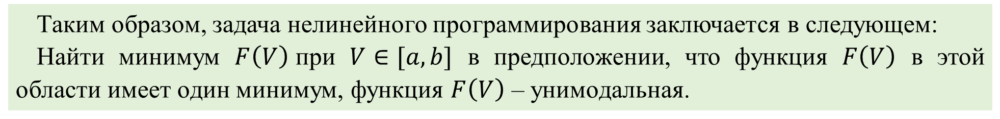 Таким образом, задача нелинейного программирования заключается в следующем:
Найти минимум F(V) при V ∈ [a, b] в предположении, что функция F(V) в этой
области имеет один минимум, функция F(V) – унимодальная.